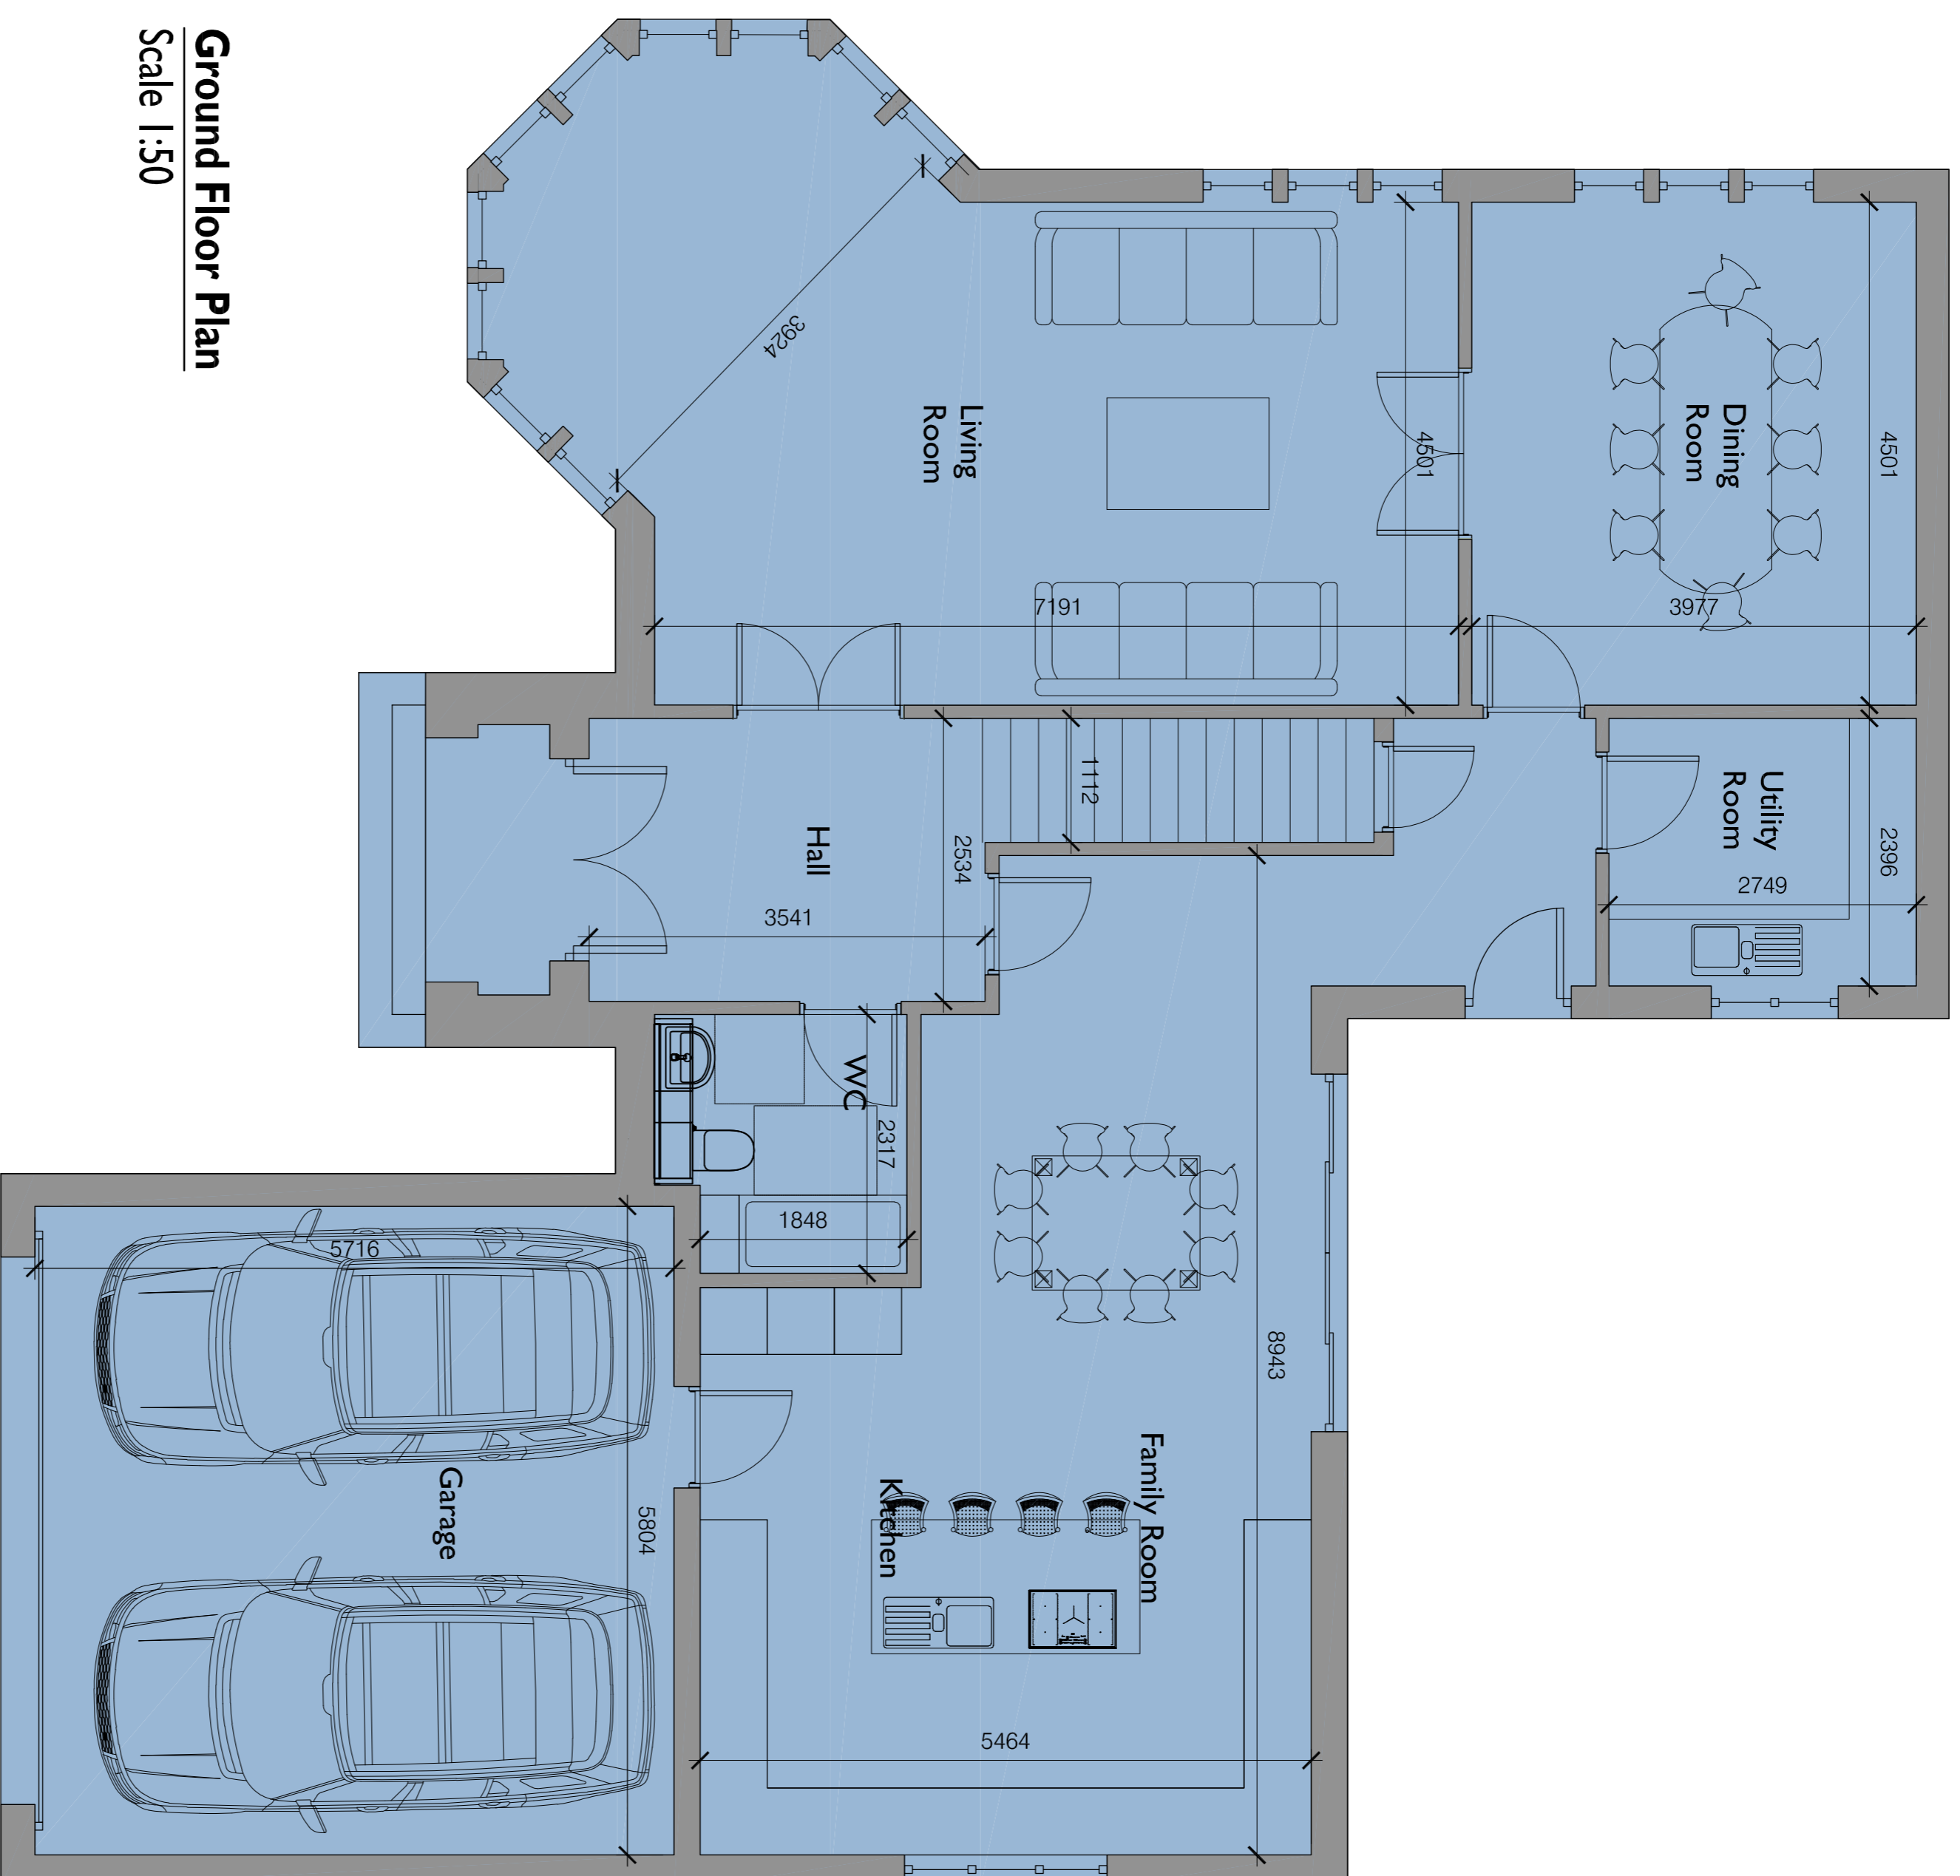 Ground Floor Plan
Scale 1:50
Dining
Room
4501
3977
Living
Room
4501
7191
3924
Utility
Room
2396
2749
1112
Hall
2534
3541
WC
2317
1848
8943
Family Room
Kitchen
5464
Garage
5716
5804